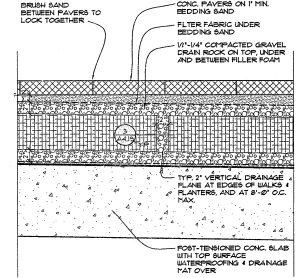 BRUSH SAND
BETWEEN PAVERS TO
LOCK TOGETHER
CONC. PAVERS ON 1" MIN.
BEDDING SAND
FILTER FABRIC UNDER
BEDDING SAND
1/2"-1/4" COMPACTED GRAVEL
DRAIN ROCK ON TOP, UNDER
AND BETWEEN FILLER FOAM
3
A4.15
TYP. 2" VERTICAL DRAINAGE
PLANE AT EDGES OF WALKS &
PLANTERS, AND AT 8'-0" O.C.
MAX.
POST-TENSIONED CONC. SLAB
WITH TOP SURFACE
WATERPROOFING & DRAINAGE
MAT OVER